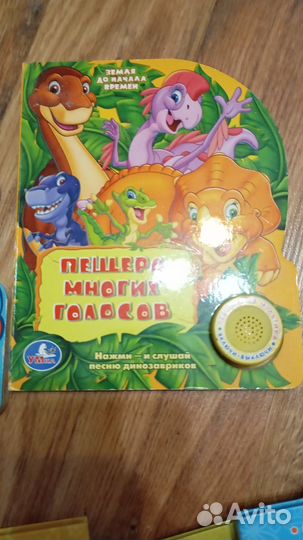 ЗЕМЛЯ
ДО НАЧАЛА
ВРЕМЕН
ПЕЩЕРА
МНОГИХ
ГОЛОСОВ
УМка
Нажми — и слушай
песню динозавриков
Avito